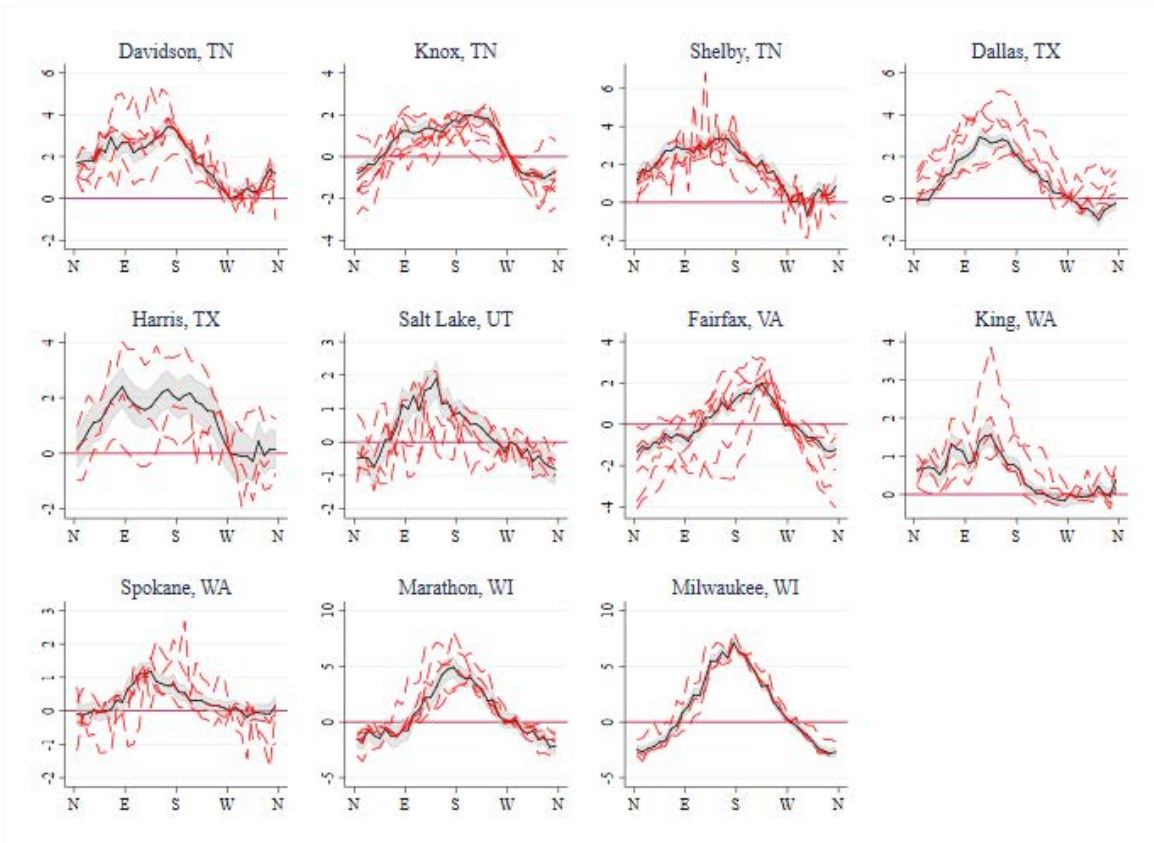 Davidson, TN
Knox, TN
Shelby, TN
Dallas, TX
-2 0 2 4 6
N E S W N
-4 -2 0 2 4
N E S W N
-2 0 2 4 6
N E S W N
-2 0 2 4 6
N E S W N
Harris, TX
Salt Lake, UT
Fairfax, VA
King, WA
-2 0 2 4
N E S W N
-2 -1 0 1 2 3
N E S W N
-4 -2 0 2 4
N E S W N
0 1 2 3 4
N E S W N
Spokane, WA
Marathon, WI
Milwaukee, WI
-2 -1 0 1 2 3
N E S W N
-5 0 5 10
N E S W N
-5 0 5 10
N E S W N